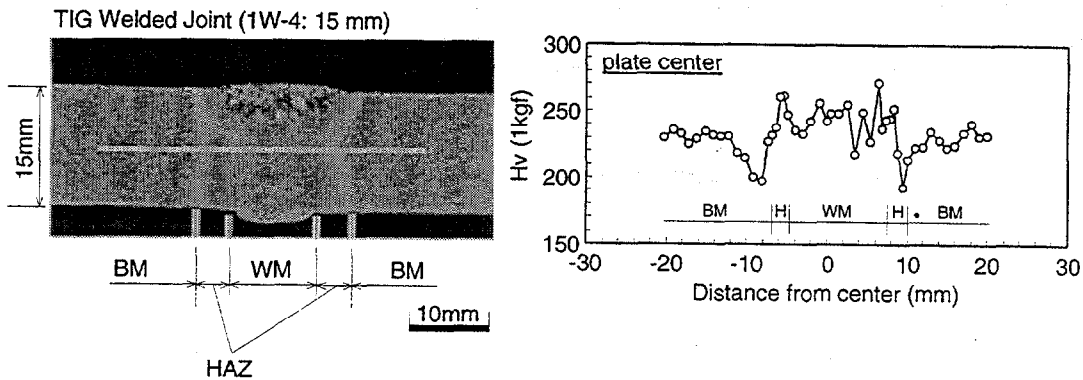 TIG Welded Joint (1W-4: 15 mm)
15mm
BM
WM
BM
10mm
HAZ
300
250
200
150
Hv (1kgf)
plate center
BM
H
WM
H
BM
-30
-20
-10
0
10
20
30
Distance from center (mm)